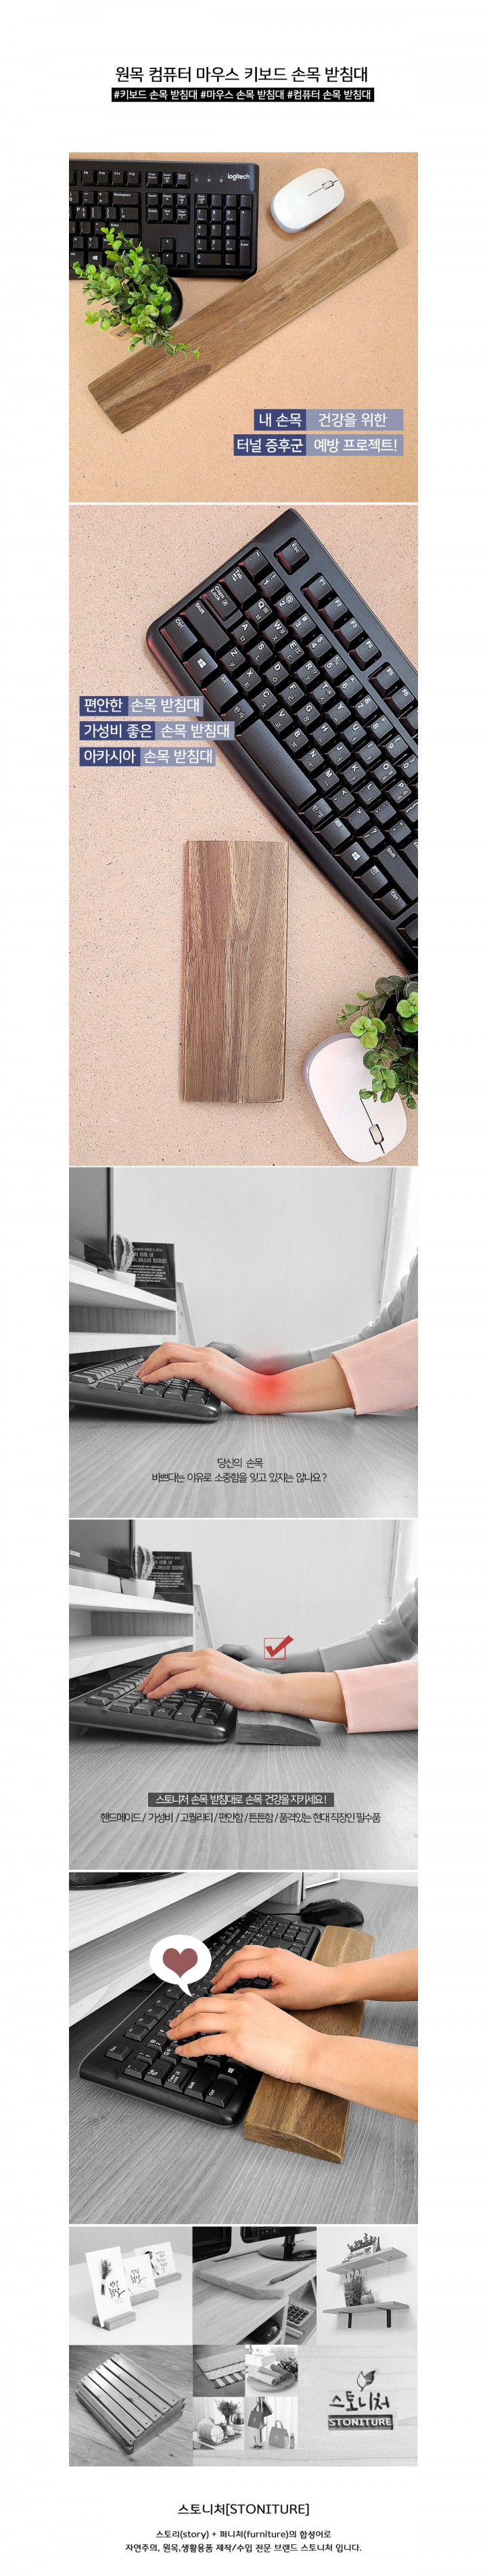 원목 컴퓨터 마우스 키보드 손목 받침대
#키보드 손목 받침대 #마우스 손목 받침대 #컴퓨터 손목 받침대
logitech
내 손목 건강을 위한
터널 증후군 예방 프로젝트!
편안한 손목 받침대
가성비 좋은 손목 받침대
아카시아 손목 받침대
당신의 손목
바쁘다는 이유로 소중함을 잊고 있지는 않나요?
스토니처 손목 받침대로 손목 건강을 지키세요!
핸드메이드 / 가성비 / 고퀄리티 / 편안함 / 튼튼함 / 품격있는 현대 직장인 필수품
스토니처
STONITURE
스토니처[STONITURE]
스토리(story) + 퍼니처(furniture)의 합성어로
자연주의, 원목,생활용품 제작/수입 전문 브랜드 스토니처 입니다.